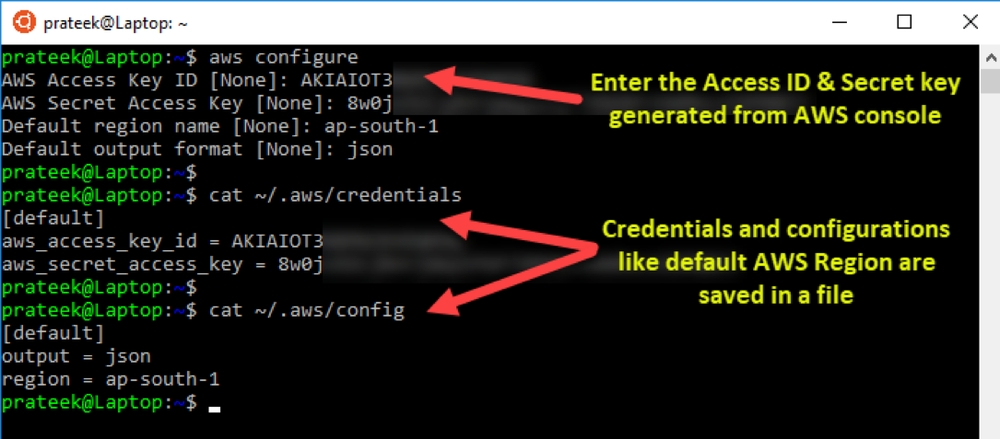 prateek@Laptop: ~
prateek@Laptop:~$ aws configure
AWS Access Key ID [None]: AKIAIOT3
AWS Secret Access Key [None]: 8w0j
Default region name [None]: ap-south-1
Default output format [None]: json
prateek@Laptop:~$
prateek@Laptop:~$ cat ~/.aws/credentials
[default]
aws_access_key_id = AKIAIOT3
aws_secret_access_key = 8w0j
prateek@Laptop:~$
prateek@Laptop:~$ cat ~/.aws/config
[default]
output = json
region = ap-south-1
prateek@Laptop:~$
Enter the Access ID & Secret key
generated from AWS console
Credentials and configurations
like default AWS Region are
saved in a file